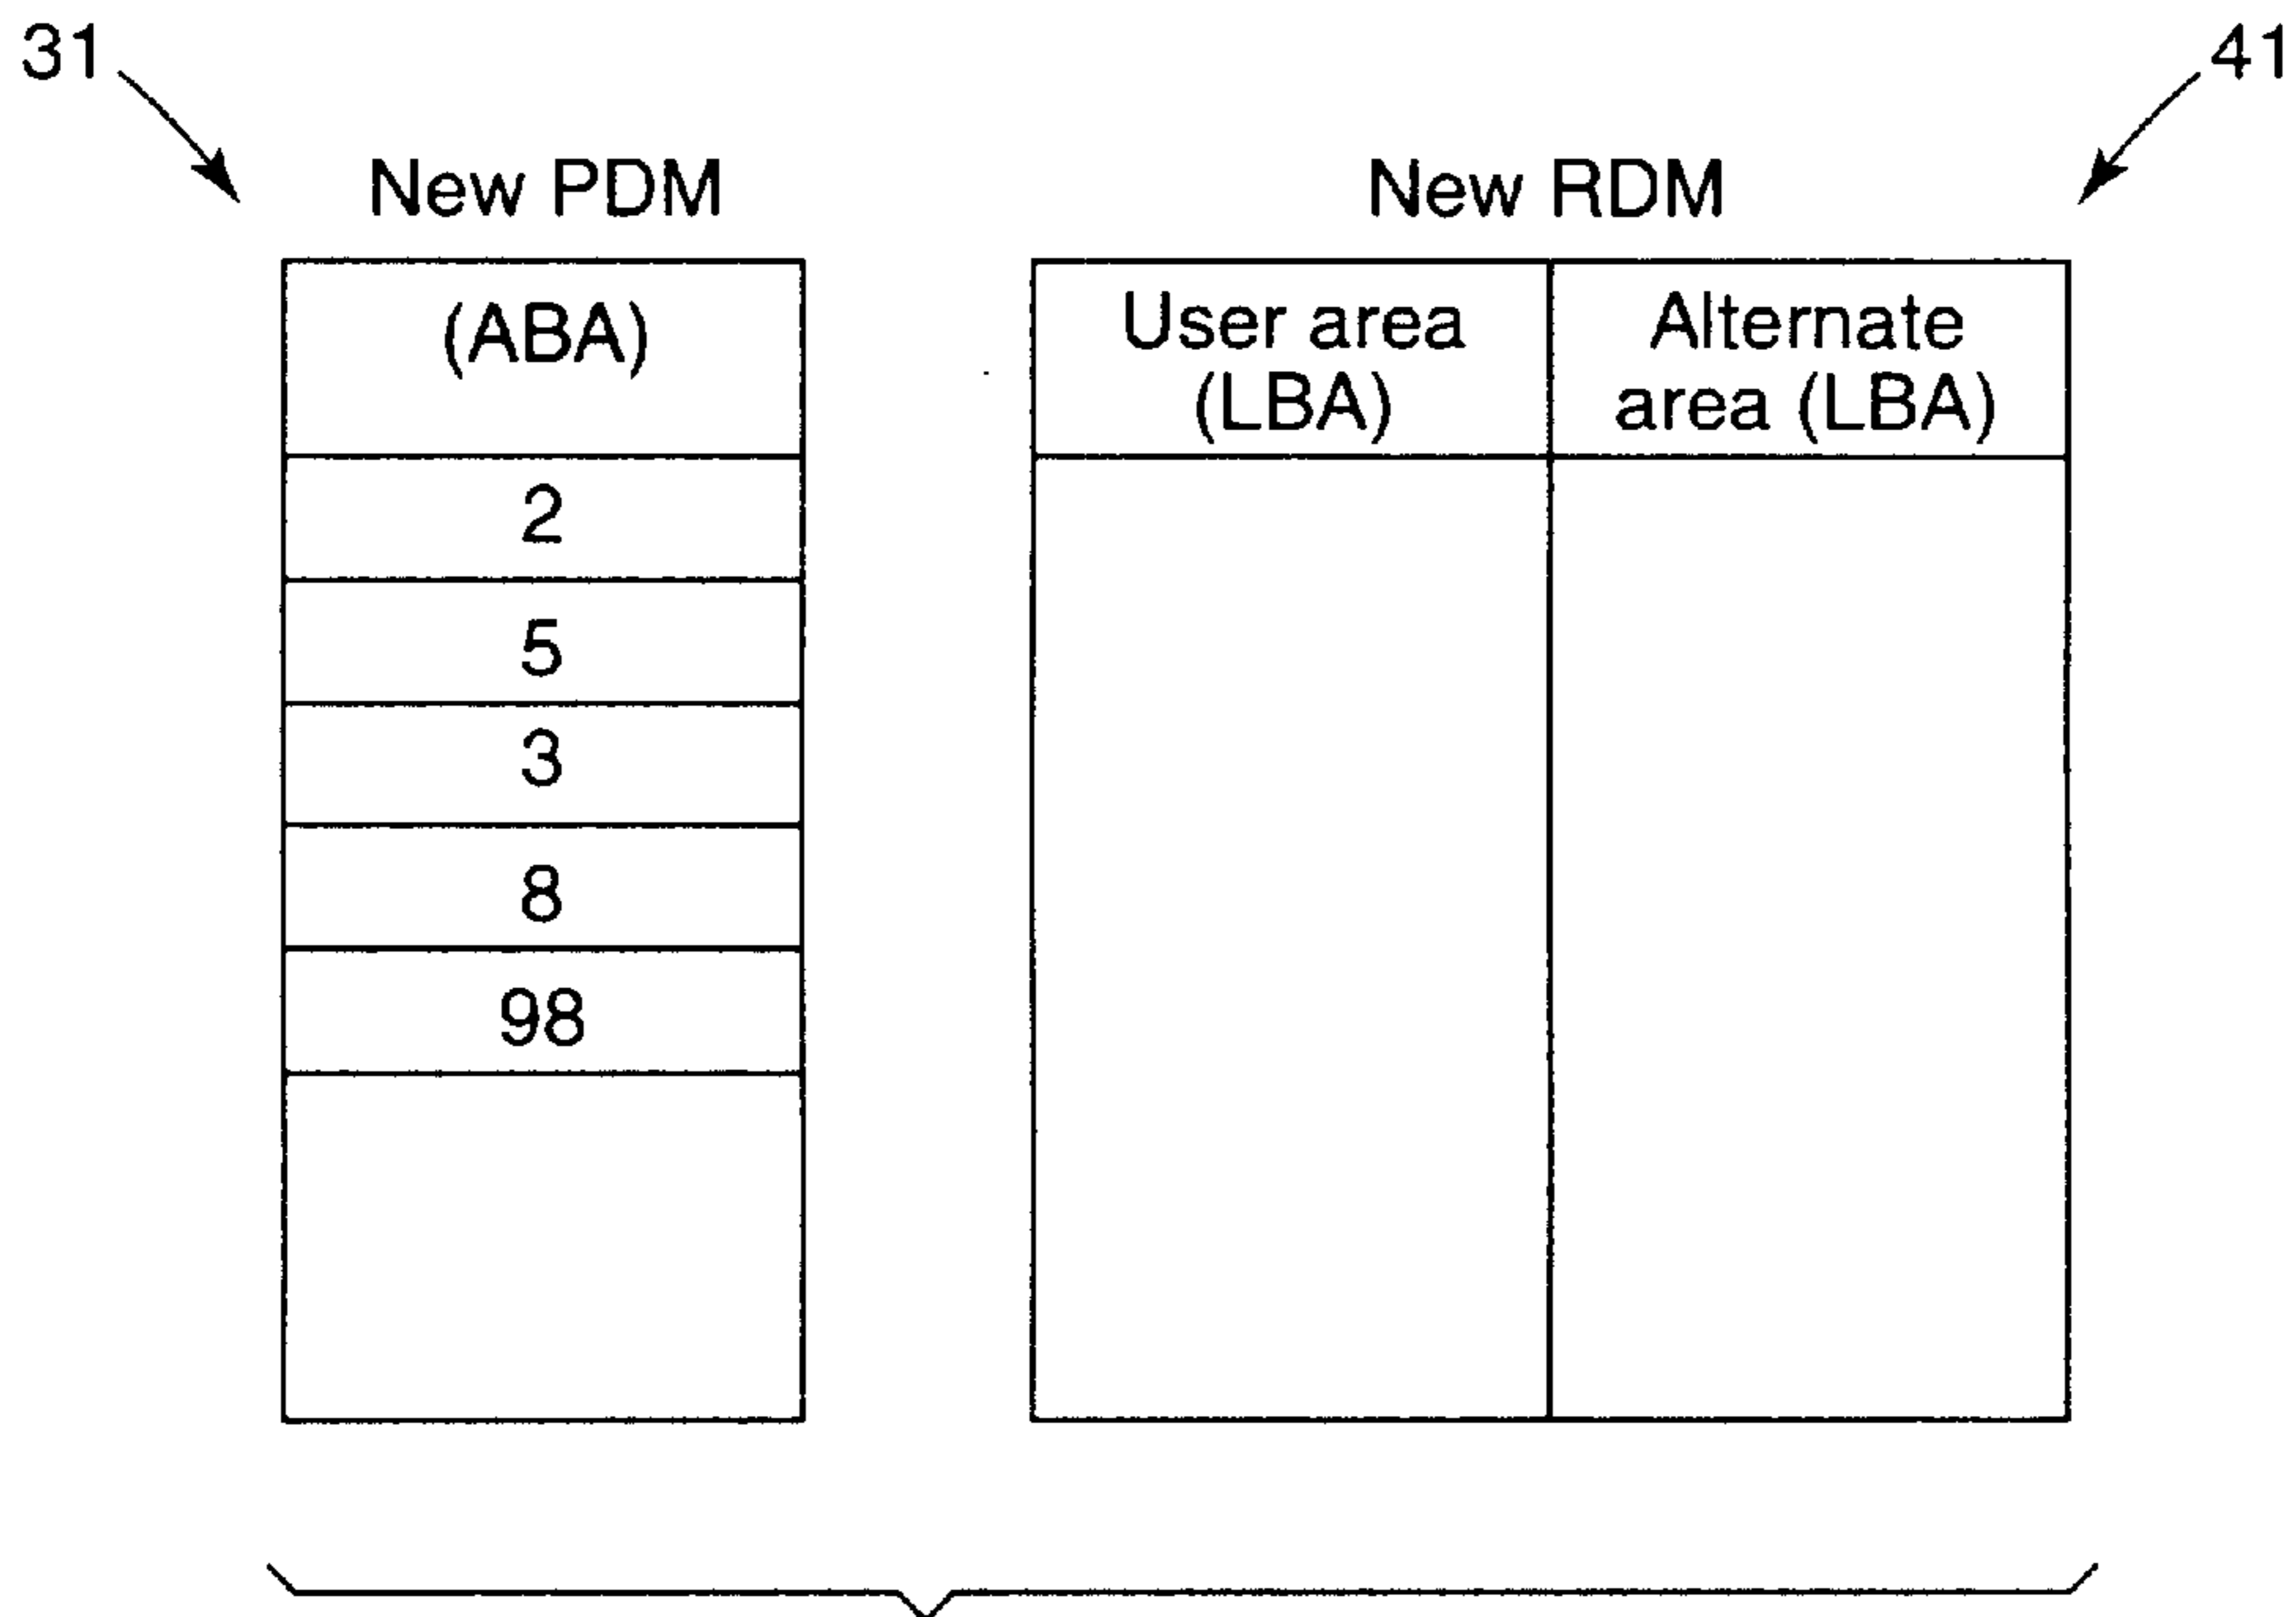 31
41
New PDM
New RDM
(ABA)
2
5
3
8
98
User area
(LBA)
Alternate
area (LBA)